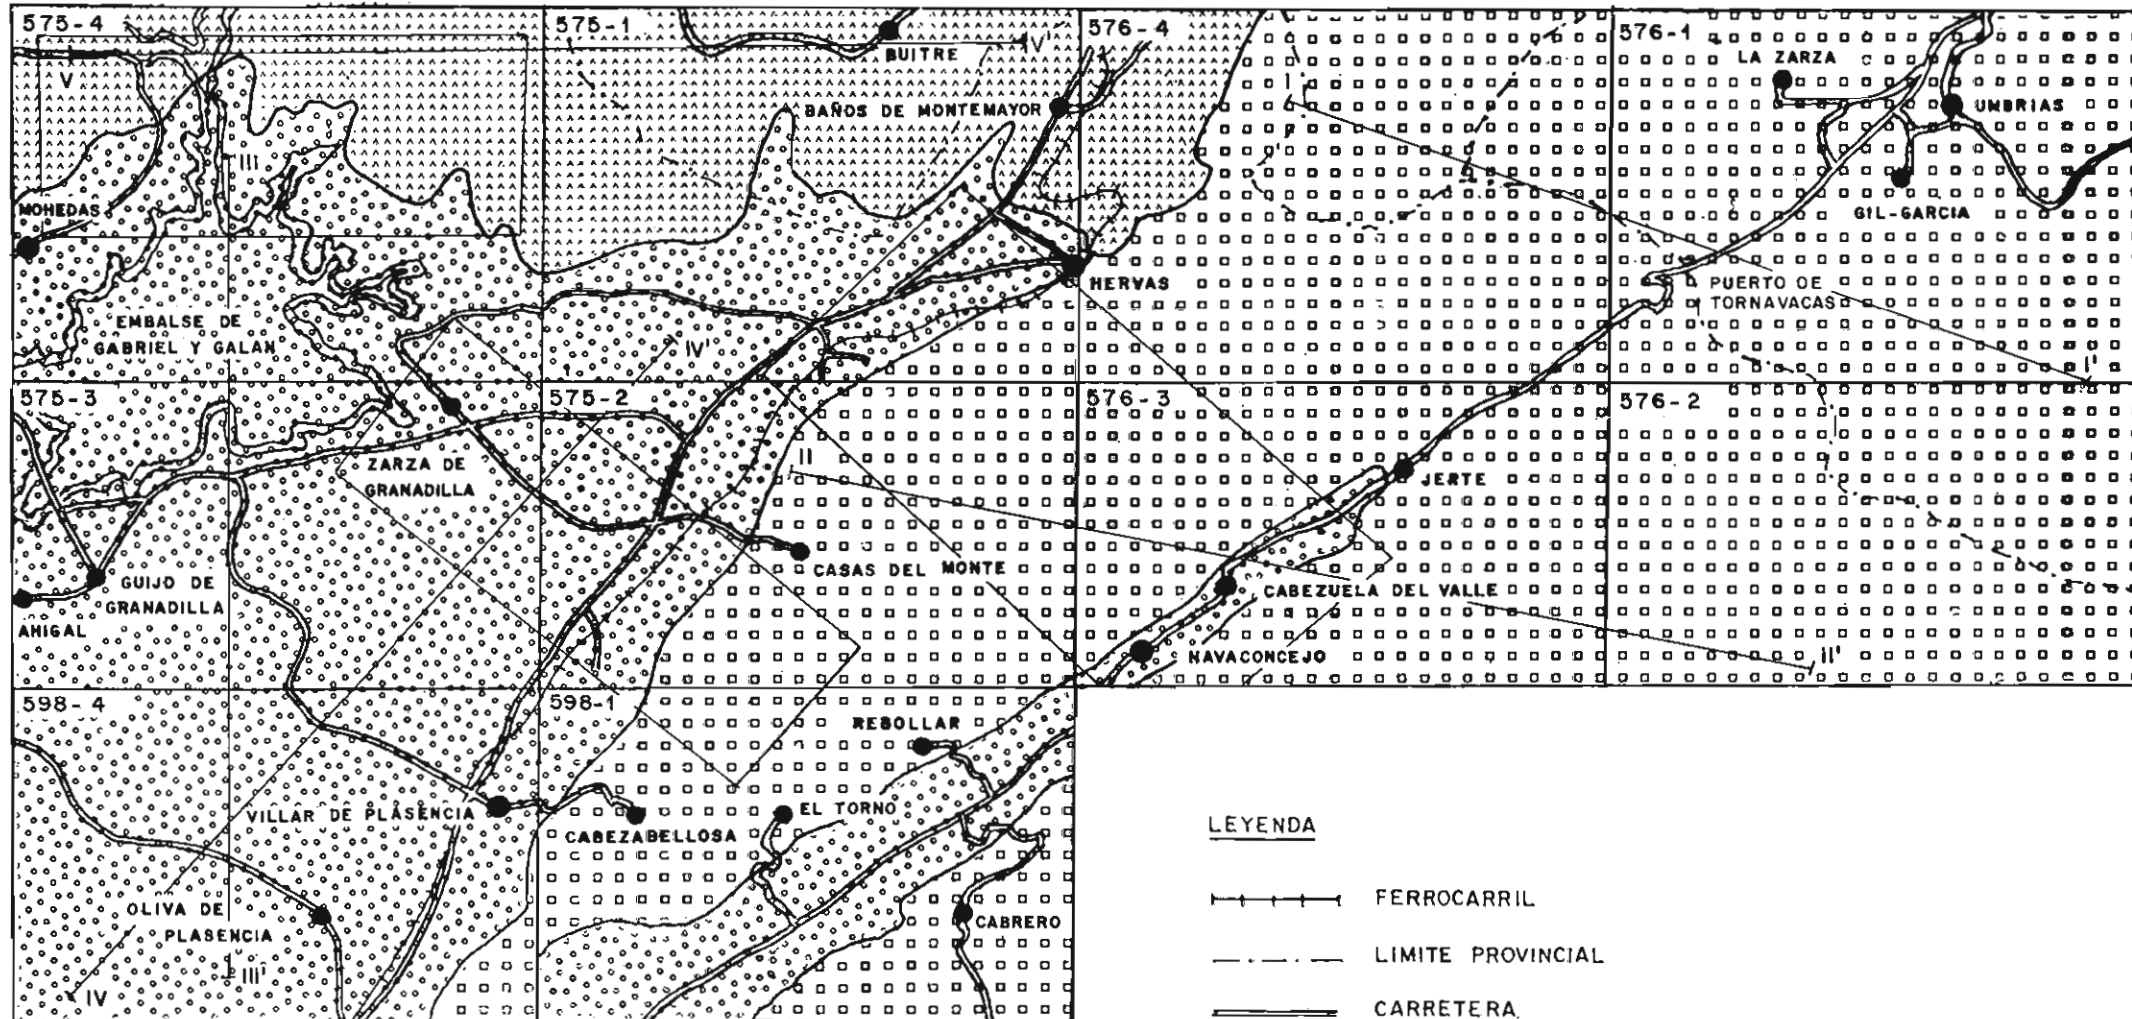 575-4
575-1
576-4
576-1
BUITRE
V'
V
LA ZARZA
BAÑOS DE MONTEMAYOR
UMBRIAS
I
III
MOHEDAS
GIL-GARCIA
HERVAS
PUERTO DE
TORNAVACAS
EMBALSE DE
GABRIEL Y GALAN
IV'
I'
575-3
575-2
576-3
576-2
ZARZA DE
GRANADILLA
II
JERTE
CASAS DEL MONTE
GUIJO DE
GRANADILLA
CABEZUELA DEL VALLE
AHIGAL
NAVACONCEJO
II'
598-4
598-1
REBOLLAR
VILLAR DE PLASENCIA
EL TORNO
CABEZABELLOSA
OLIVA DE
PLASENCIA
CABRERO
III'
IV
LEYENDA
FERROCARRIL
LIMITE PROVINCIAL
CARRETERA